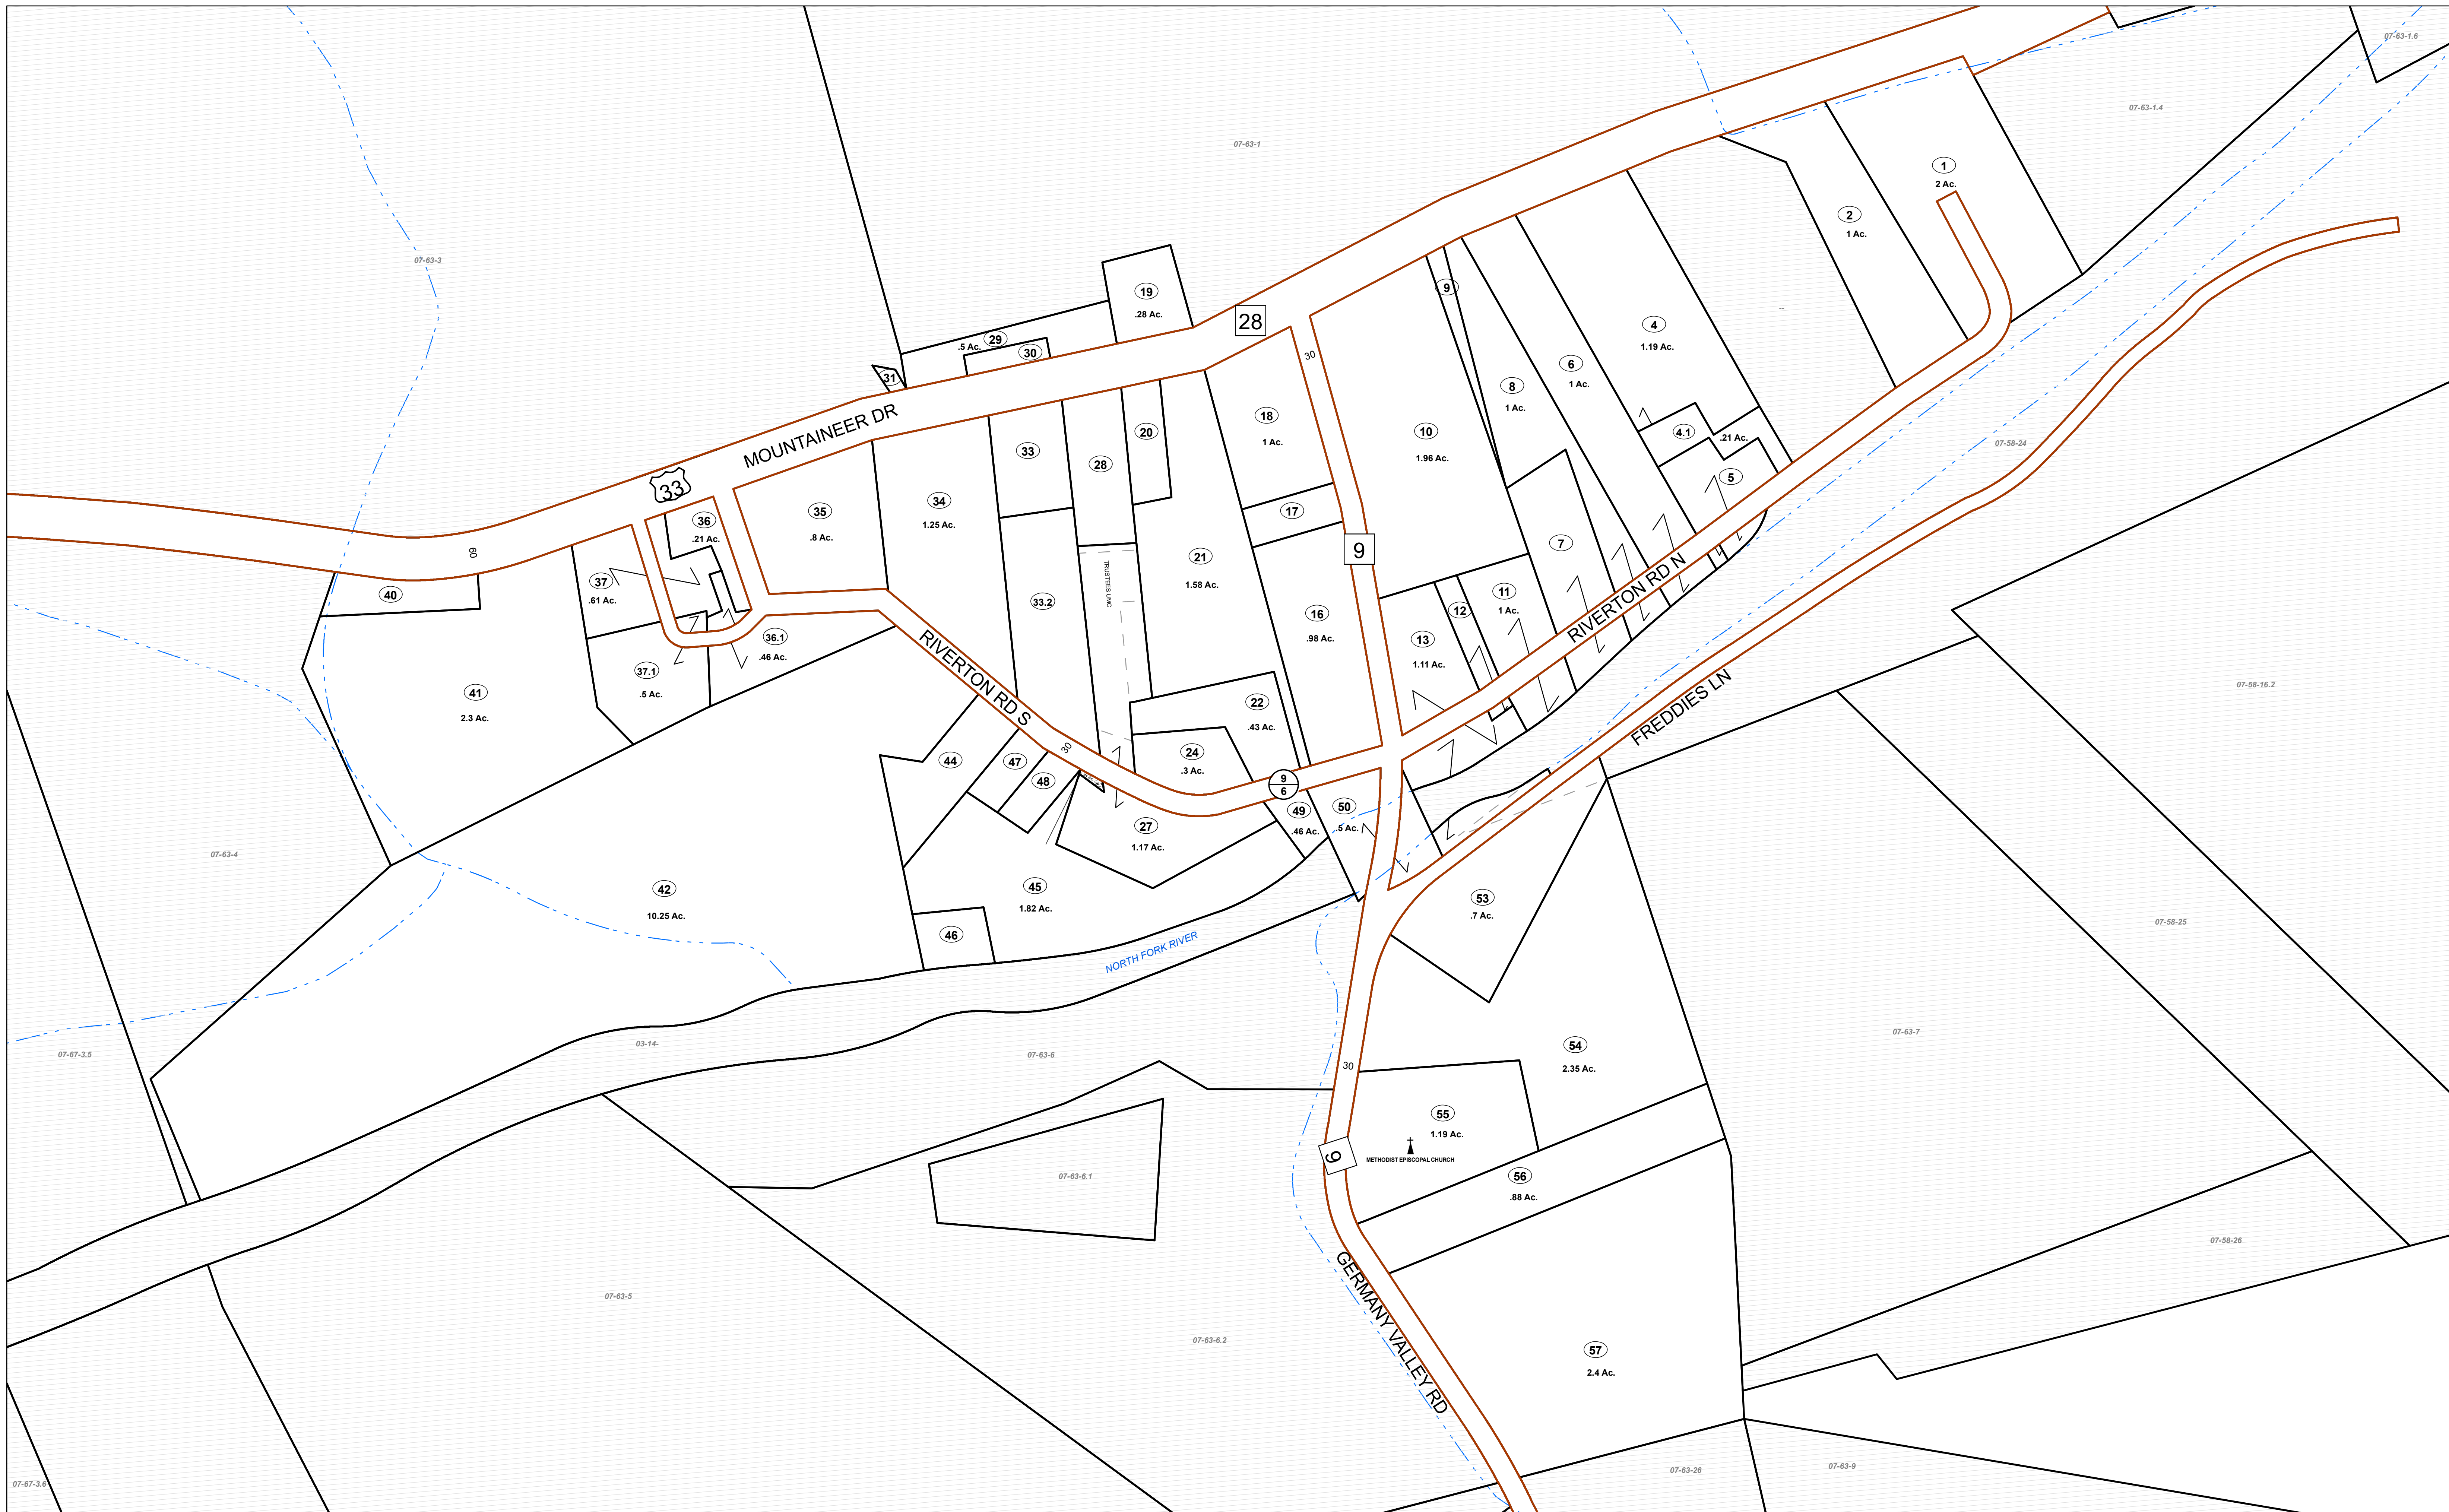 07-63-1.6
07-63-1.4
07-63-1
1
2 Ac.
2
1 Ac.
07-63-3
9
19
.28 Ac.
28
4
1.19 Ac.
29
.5 Ac.
30
30
6
1 Ac.
31
8
1 Ac.
MOUNTAINEER DR
18
1 Ac.
20
10
1.96 Ac.
4.1
.21 Ac.
07-58-24
33
28
5
33
34
1.25 Ac.
35
.8 Ac.
36
.21 Ac.
17
9
7
60
21
1.58 Ac.
TRUSTEES UMC
37
.61 Ac.
40
33.2
11
1 Ac.
12
16
.98 Ac.
RIVERTON RD N
36.1
.46 Ac.
13
1.11 Ac.
37.1
.5 Ac.
RIVERTON RD S
41
2.3 Ac.
22
.43 Ac.
FREDDIES LN
07-58-16.2
30
24
.3 Ac.
44
47
48
9
6
49
.46 Ac.
50
.5 Ac.
27
1.17 Ac.
07-63-4
42
10.25 Ac.
45
1.82 Ac.
53
.7 Ac.
46
NORTH FORK RIVER
07-58-25
07-67-3.5
03-14-
07-63-6
07-63-7
54
2.35 Ac.
30
55
1.19 Ac.
METHODIST EPISCOPAL CHURCH
9
07-63-6.1
56
.88 Ac.
07-58-26
07-63-5
GERMANY VALLEY RD
07-63-6.2
57
2.4 Ac.
07-67-3.6
07-63-26
07-63-9